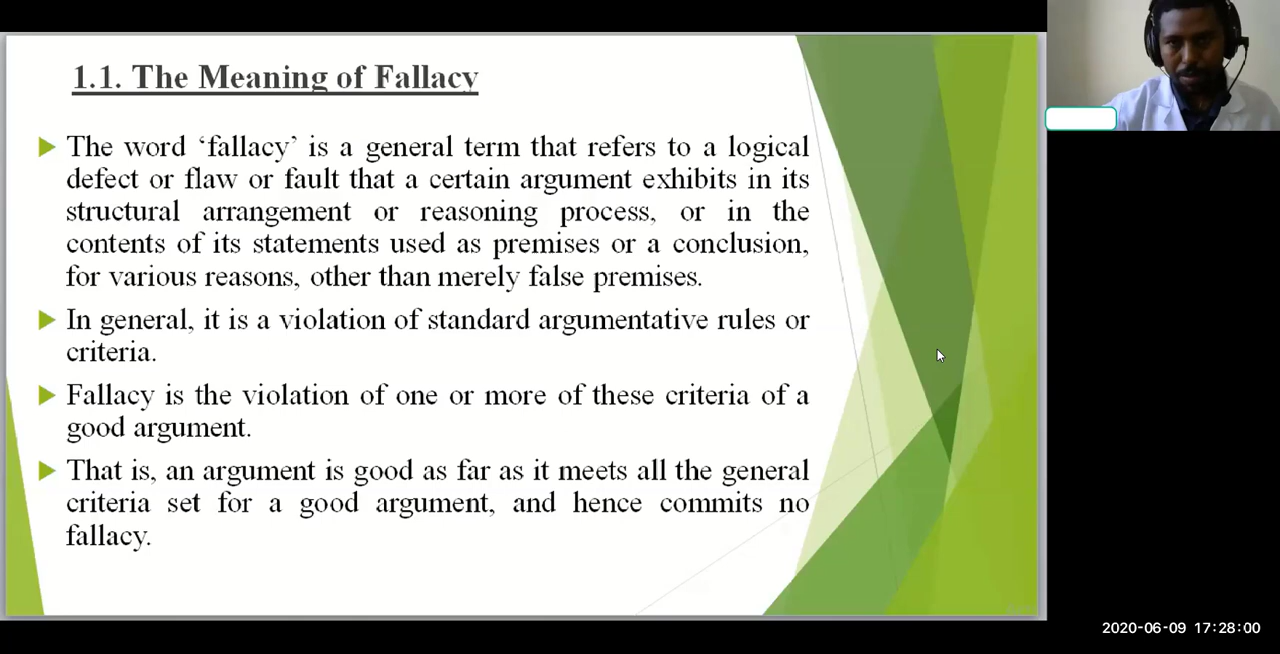 1.1. The Meaning of Fallacy
The word ‘fallacy’ is a general term that refers to a logical
defect or flaw or fault that a certain argument exhibits in its
structural arrangement or reasoning process, or in the
contents of its statements used as premises or a conclusion,
for various reasons, other than merely false premises.
In general, it is a violation of standard argumentative rules or
criteria.
Fallacy is the violation of one or more of these criteria of a
good argument.
That is, an argument is good as far as it meets all the general
criteria set for a good argument, and hence commits no
fallacy.
2020-06-09 17:28:00